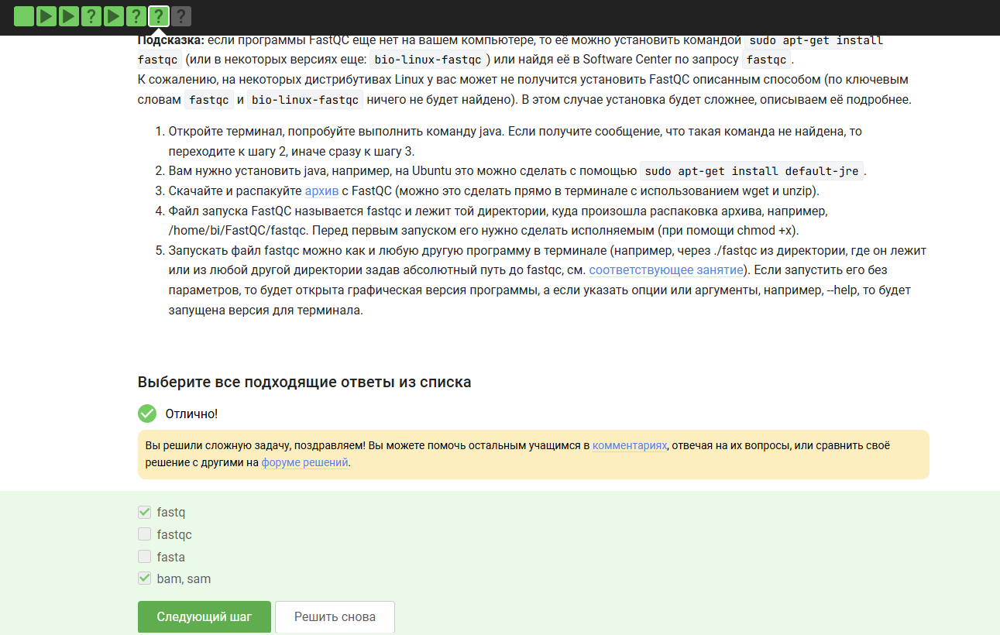 ? ? ? ?
Подсказка: если программы FastQC еще нет на вашем компьютере, то её можно установить командой sudo apt-get install
fastqc (или в некоторых версиях еще: bio-linux-fastqc) или найдя её в Software Center по запросу fastqc.
К сожалению, на некоторых дистрибутивах Linux у вас может не получится установить FastQC описанным способом (по ключевым
словам fastqc и bio-linux-fastqc ничего не будет найдено). В этом случае установка будет сложнее, описываем её подробнее.
1. Откройте терминал, попробуйте выполнить команду java. Если получите сообщение, что такая команда не найдена, то
переходите к шагу 2, иначе сразу к шагу 3.
2. Вам нужно установить java, например, на Ubuntu это можно сделать с помощью sudo apt-get install default-jre.
3. Скачайте и распакуйте архив с FastQC (можно это сделать прямо в терминале с использованием wget и unzip).
4. Файл запуска FastQC называется fastqc и лежит той директории, куда произошла распаковка архива, например,
/home/bi/FastQC/fastqc. Перед первым запуском его нужно сделать исполняемым (при помощи chmod +x).
5. Запускать файл fastqc можно как и любую другую программу в терминале (например, через ./fastqc из директории, где он лежит
или из любой другой директории задав абсолютный путь до fastqc, см. соответствующее занятие). Если запустить его без
параметров, то будет открыта графическая версия программы, а если указать опции или аргументы, например, --help, то будет
запущена версия для терминала.
Выберите все подходящие ответы из списка
Отлично!
Вы решили сложную задачу, поздравляем! Вы можете помочь остальным учащимся в комментариях, отвечая на их вопросы, или сравнить своё
решение с другими на форуме решений.
fastq
fastqc
fasta
bam, sam
Следующий шаг Решить снова